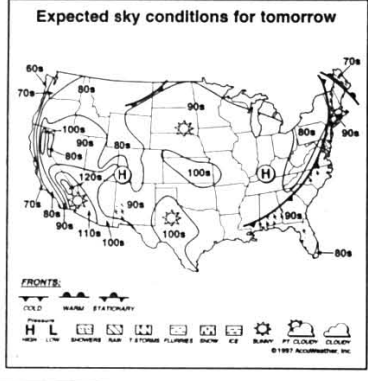 Expected sky conditions for tomorrow
70s
60s
70s
80s
90s
80s
90s
100s
90s
80s
80s
120s
H
100s
H
70s
80s
90s
110s
100s
90s
100s
90s
80s
FRONTS:
COLD WARM STATIONARY
Pressure
H L
HIGH LOW SHOWERS RAIN T-STORMS FLURRIES SNOW ICE SUNNY PT CLOUDY CLOUDY
©1997 AccuWeather, Inc.